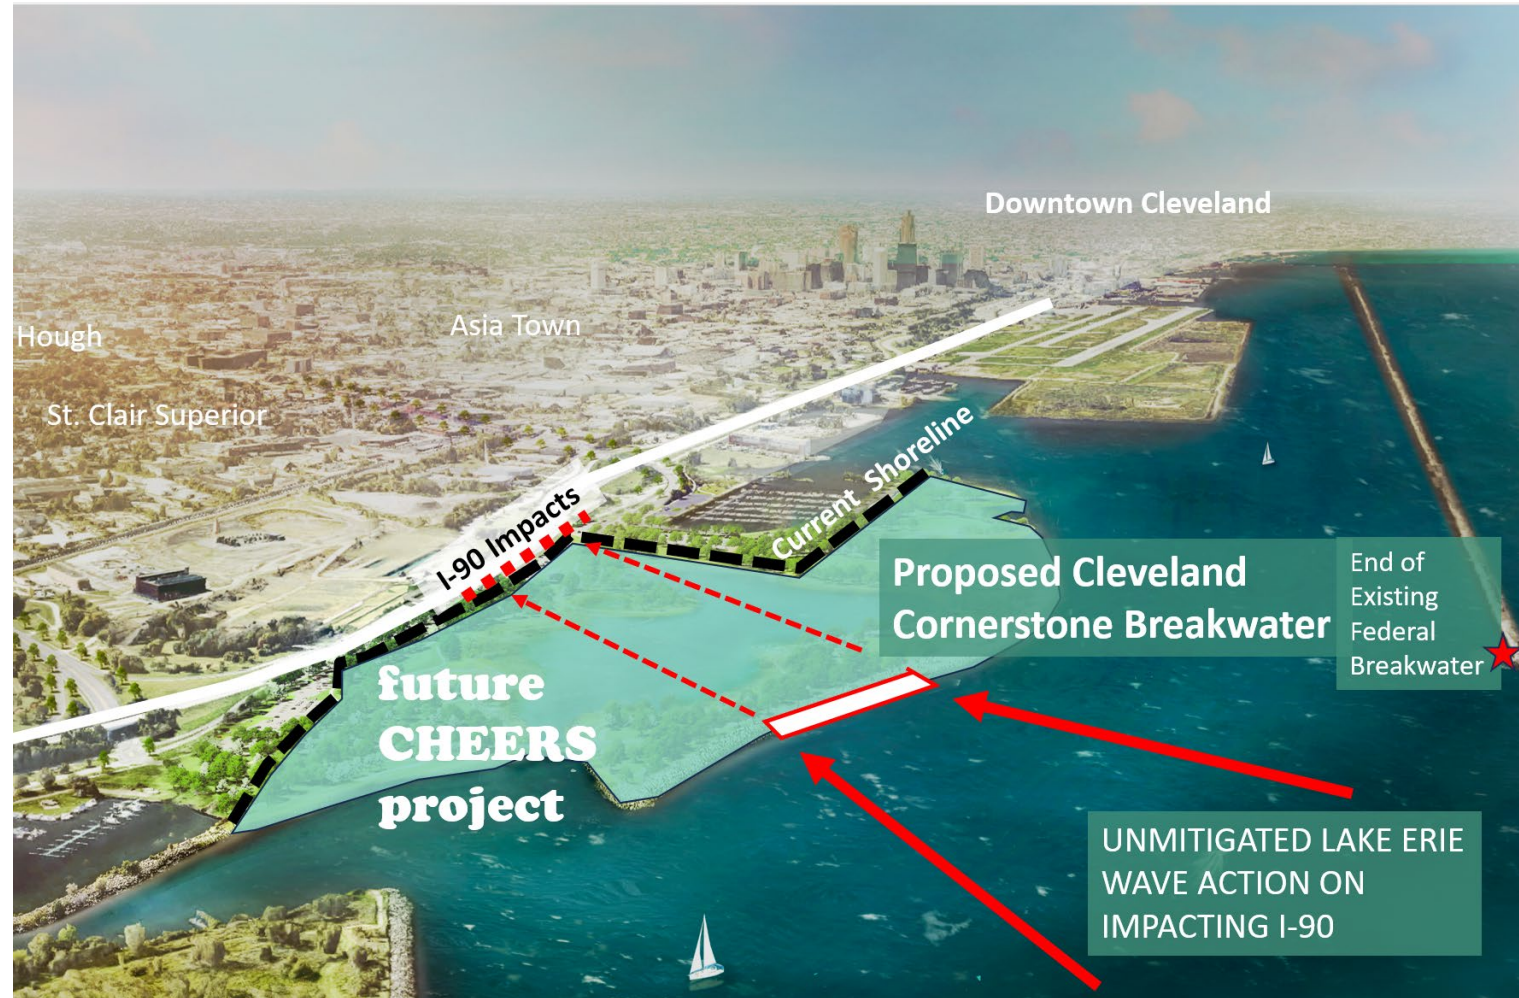 Downtown Cleveland
Hough
Asia Town
St. Clair Superior
Current Shoreline
I-90 Impacts
Proposed Cleveland
Cornerstone Breakwater
End of
Existing
Federal
Breakwater
future
CHEERS
project
UNMITIGATED LAKE ERIE
WAVE ACTION ON
IMPACTING I-90